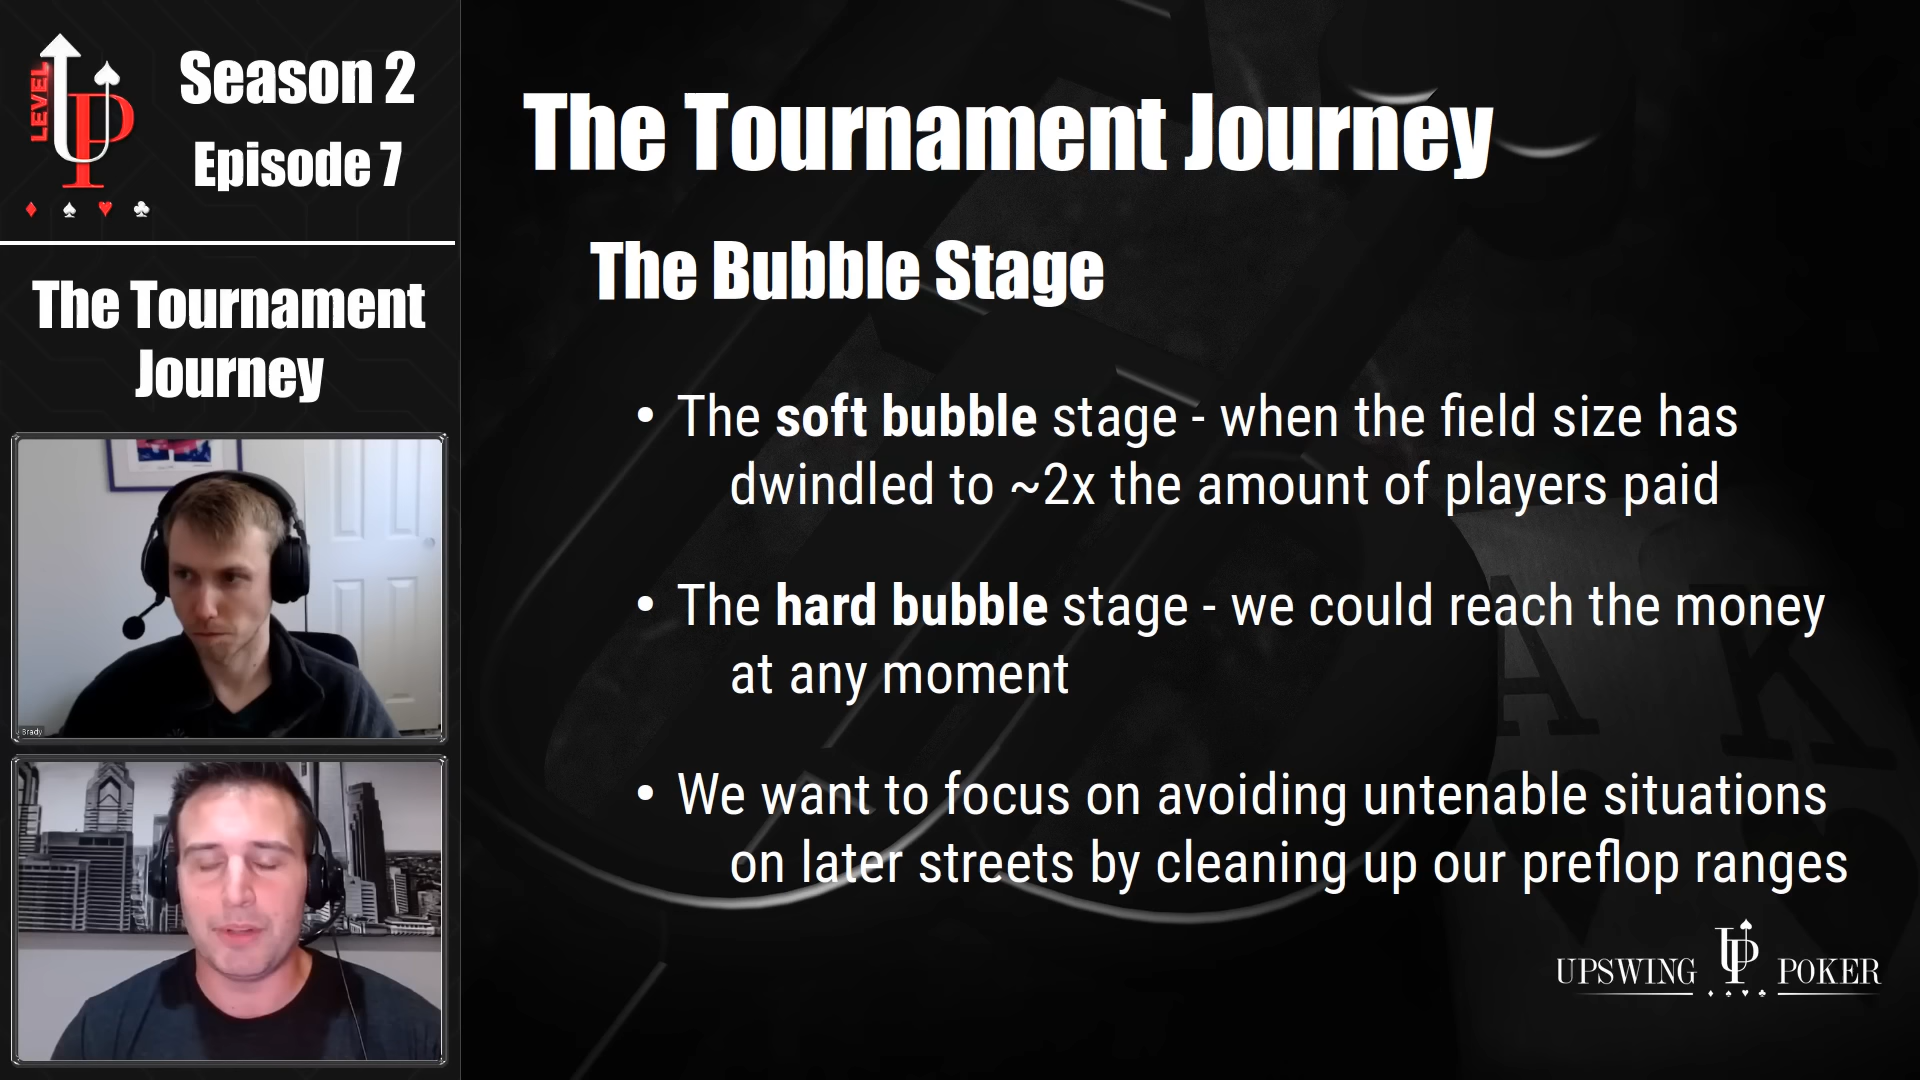 LEVEL
UP
Season 2
Episode 7
The Tournament
Journey
Brady
The Tournament Journey
The Bubble Stage
• The soft bubble stage - when the field size has
dwindled to ~2x the amount of players paid
• The hard bubble stage - we could reach the money
at any moment
• We want to focus on avoiding untenable situations
on later streets by cleaning up our preflop ranges
A K
UPSWING UP POKER